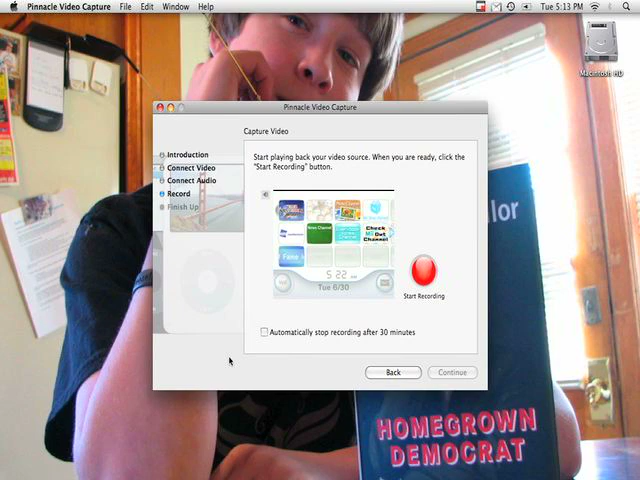 Pinnacle Video Capture File Edit Window Help
Tue 5:13 PM
Macintosh HD
Pinnacle Video Capture
Capture Video
Introduction
Connect Video
Connect Audio
Record
Finish Up
Start playing back your video source. When you are ready, click the
"Start Recording" button.
News Channel
Check
Out
Channel
5 22
Tue 6/30
Start Recording
Automatically stop recording after 30 minutes
Back
Continue
lor
HOMEGROWN
DEMOCRAT